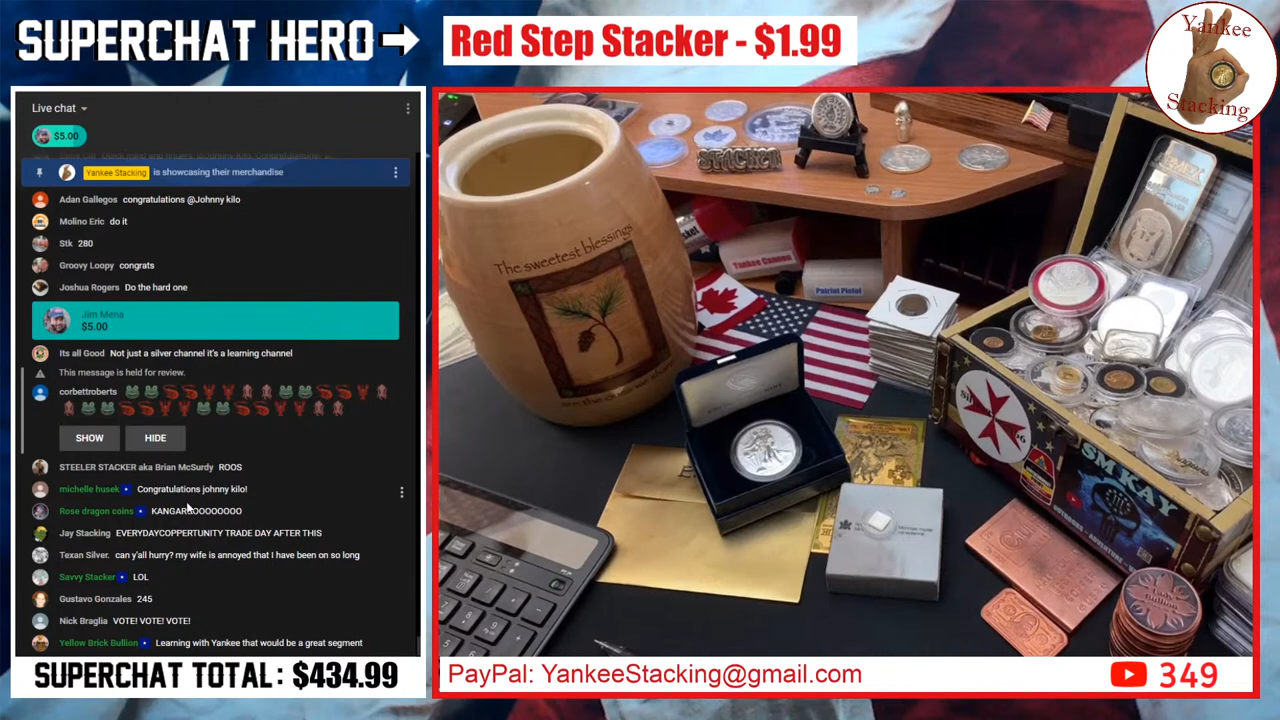 SUPERCHAT HERO
Red Step Stacker - $1.99
Yankee
Stacking
Live chat
$5.00
Yankee Stacking is showcasing their merchandise
Adan Gallegos congratulations @Johnny kilo
Molino Eric do it
Stk 280
Groovy Loopy congrats
Joshua Rogers Do the hard one
Jim Mena
$5.00
Its all Good Not just a silver channel it's a learning channel
This message is held for review.
corbettroberts
SHOW
HIDE
STEELER STACKER aka Brian McSurdy ROOS
michelle husek Congratulations johnny kilo!
Rose dragon coins KANGAROOOOOOOO
Jay Stacking EVERYDAYCOPPERTUNITY TRADE DAY AFTER THIS
Texan Silver. can y'all hurry? my wife is annoyed that I have been on so long
Savvy Stacker LOL
Gustavo Gonzales 245
Nick Braglia VOTE! VOTE! VOTE!
Yellow Brick Bullion Learning with Yankee that would be a great segment
SUPERCHAT TOTAL: $434.99
The sweetest blessings
STACKER
Yankee Cannon
Patriot Pistol
SMKAY
PayPal: YankeeStacking@gmail.com
349